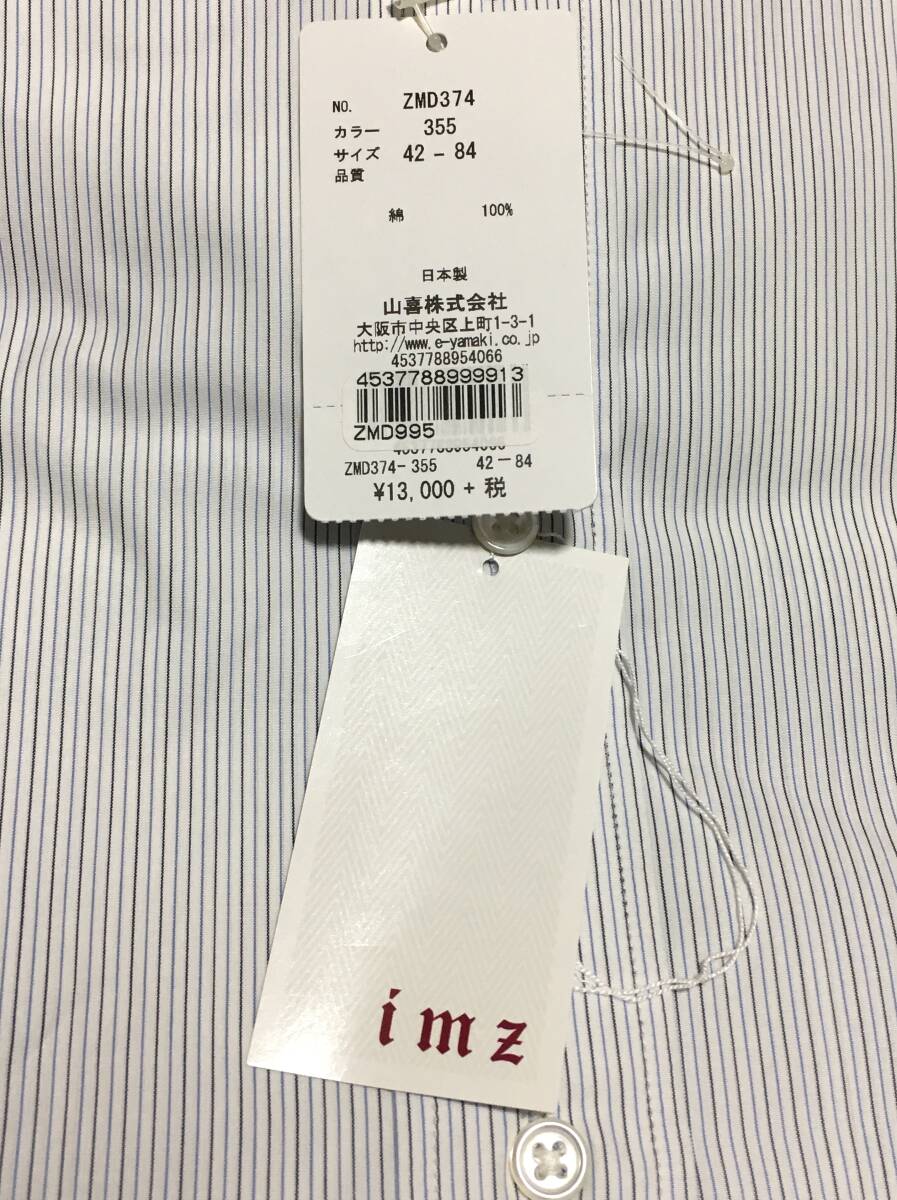 NO. ZMD374
カラー 355
サイズ 42-84
品質
綿 100%
日本製
山喜株式会社
大阪市中央区上町1-3-1
http://www.e-yamaki.co.jp
4537788954066
4537788999913
ZMD995
4537788954066
ZMD374-355 42-84
¥13,000+税
imz